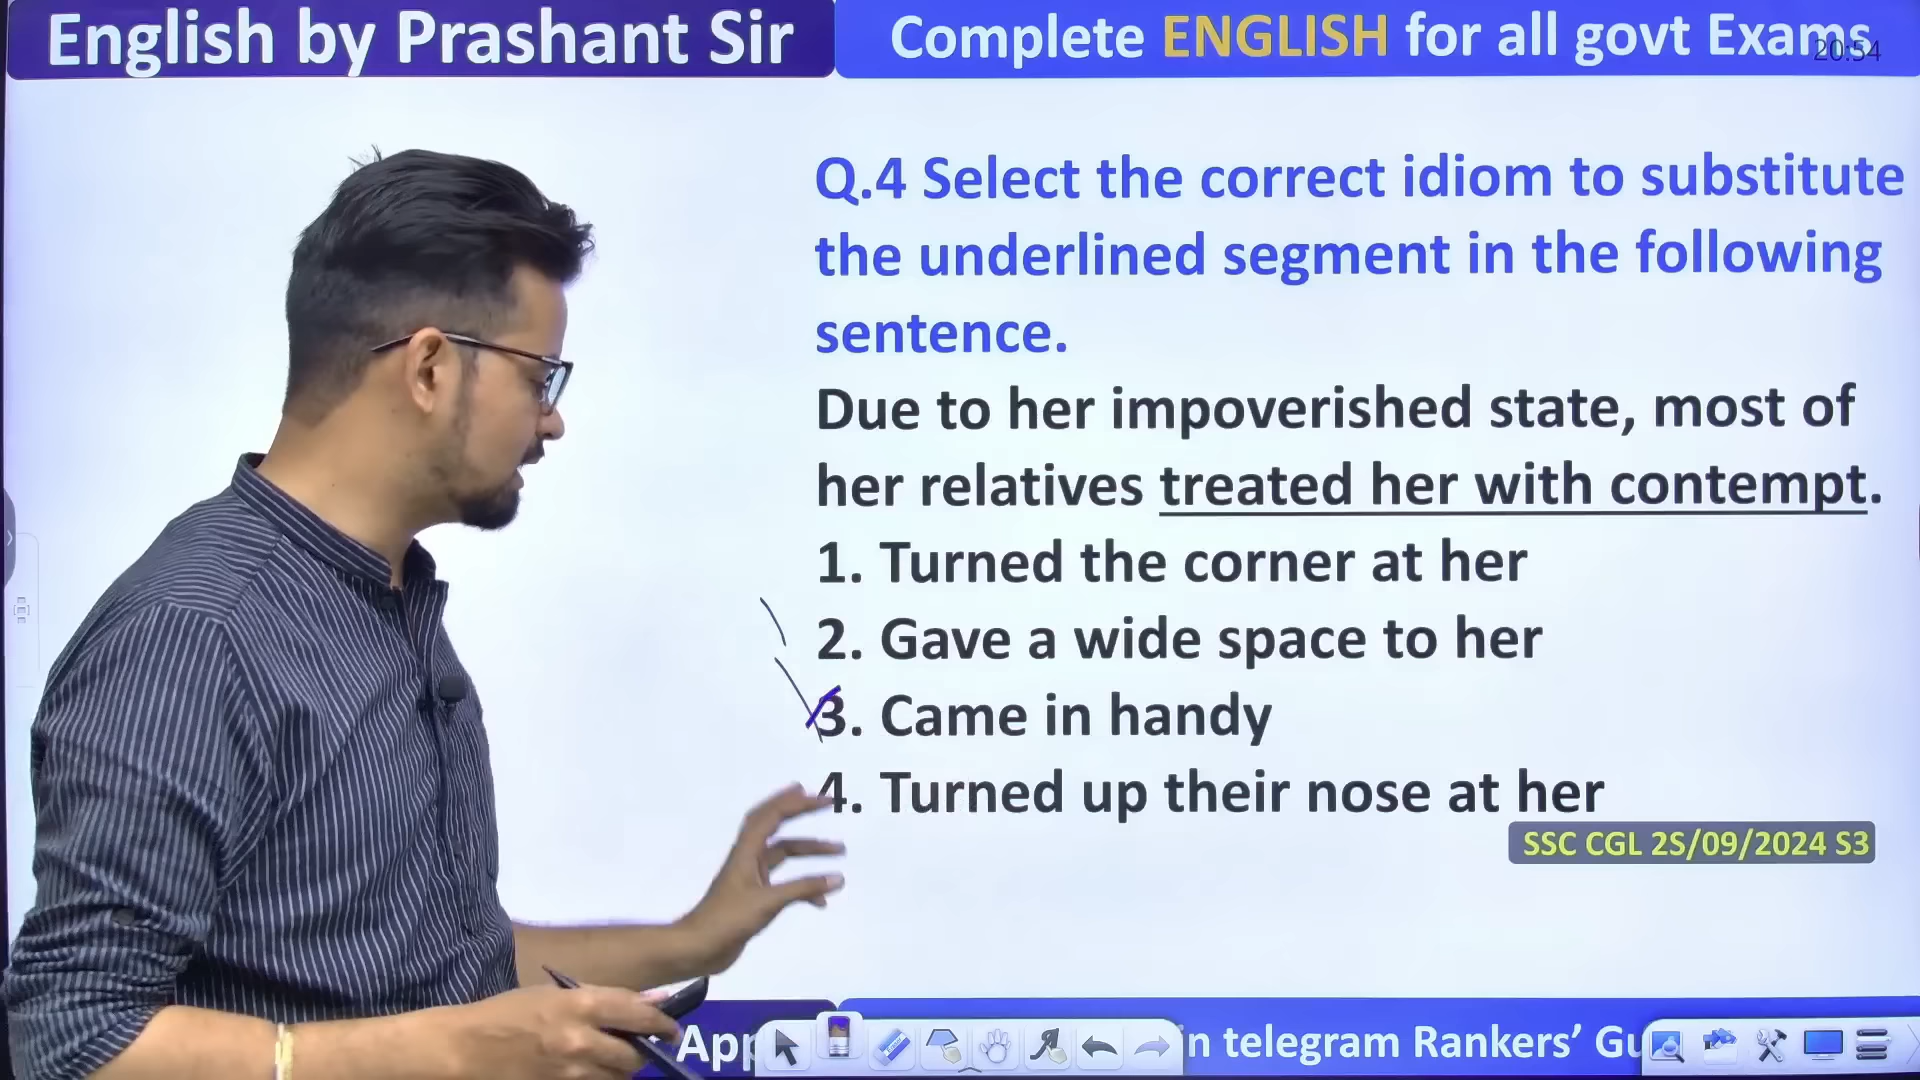 English by Prashant Sir
Complete ENGLISH for all govt Exams
20:54
Q.4 Select the correct idiom to substitute
the underlined segment in the following
sentence.
Due to her impoverished state, most of
her relatives treated her with contempt.
1. Turned the corner at her
2. Gave a wide space to her
3. Came in handy
4. Turned up their nose at her
SSC CGL 2S/09/2024 S3
in telegram Rankers’